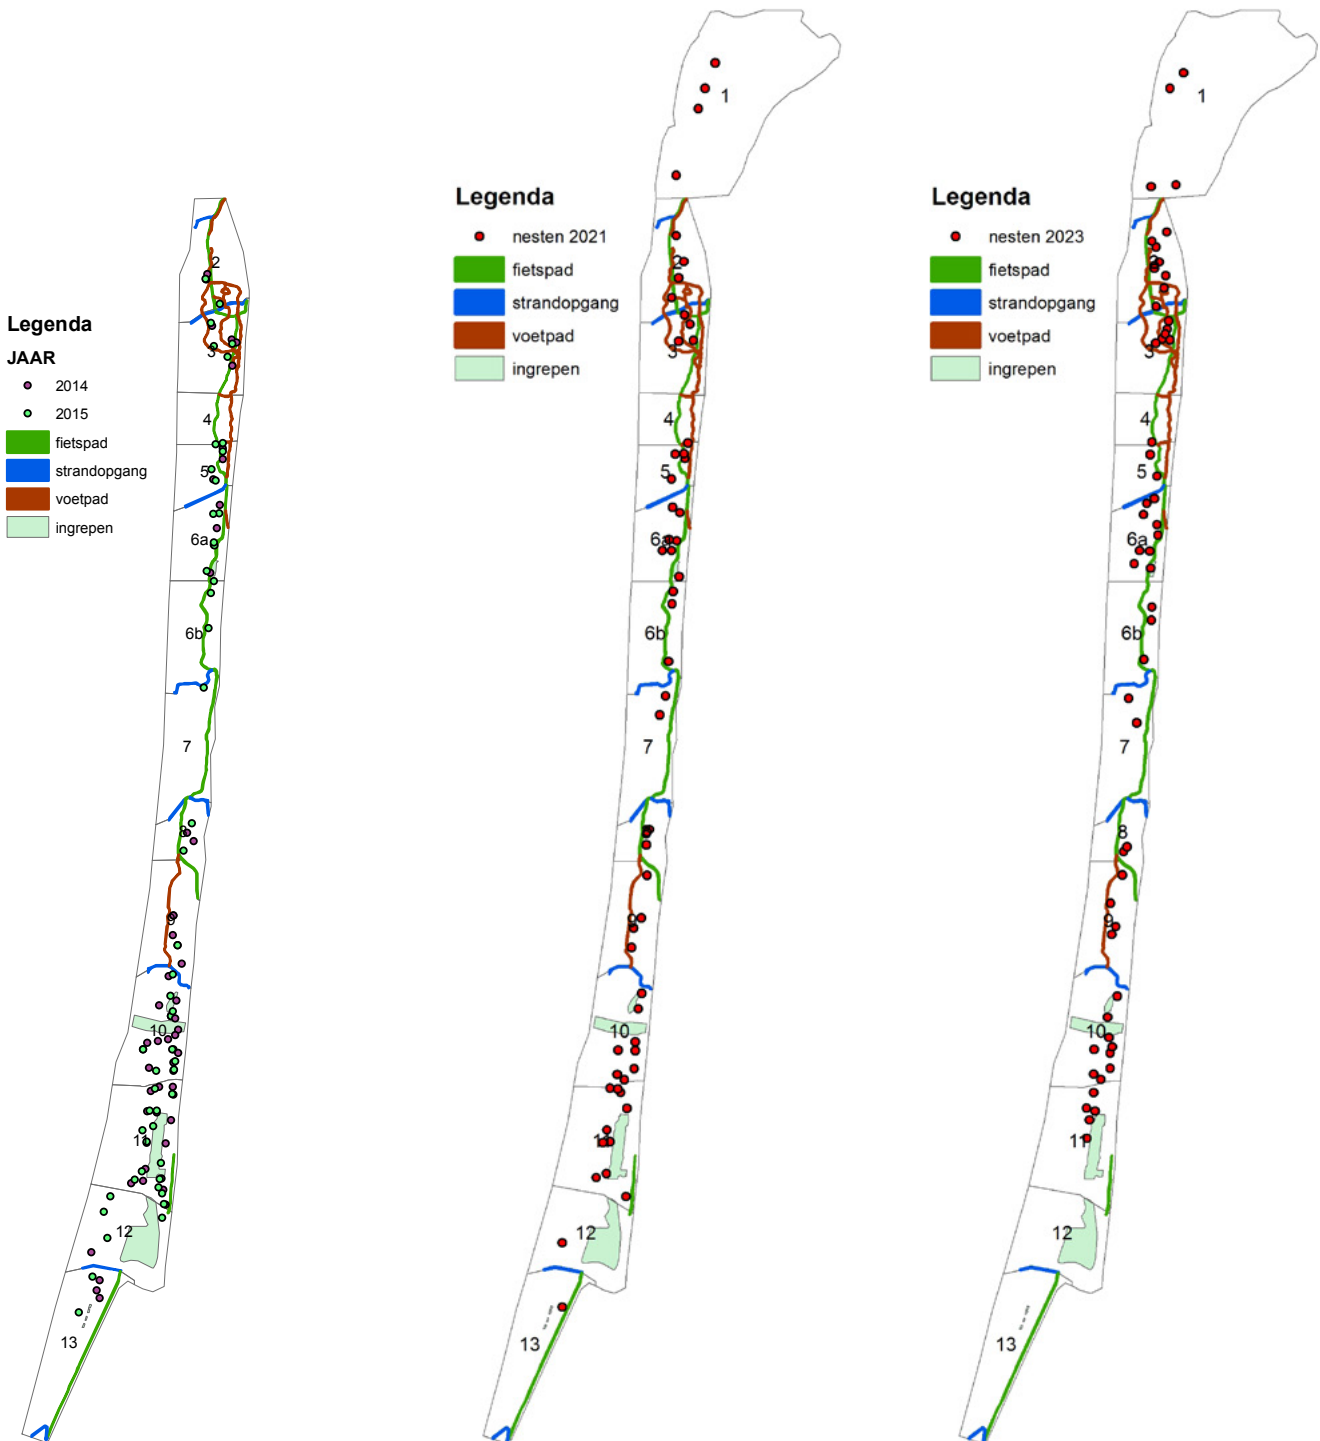 Legenda
JAAR
2014
2015
fietspad
strandopgang
voetpad
ingrepen
2
3
4
5
6a
6b
7
8
9
10
11
12
13
Legenda
nesten 2021
fietspad
strandopgang
voetpad
ingrepen
1
2
3
4
5
6a
6b
7
9
10
11
12
13
Legenda
nesten 2023
fietspad
strandopgang
voetpad
ingrepen
1
2
3
4
5
6a
6b
7
8
9
10
11
12
13